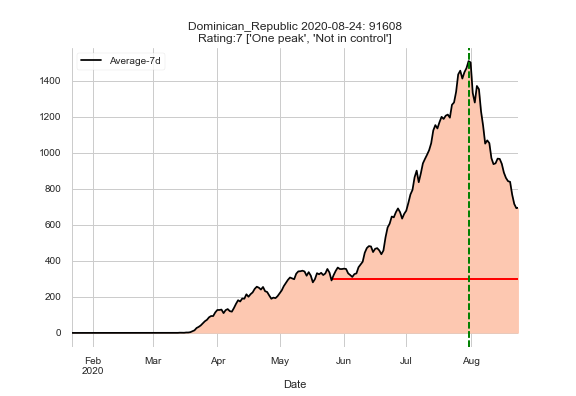 Dominican_Republic 2020-08-24: 91608
Rating:7 ['One peak', 'Not in control']
Average-7d
1400
1200
1000
800
600
400
200
0
Feb Mar Apr May Jun Jul Aug
2020
Date